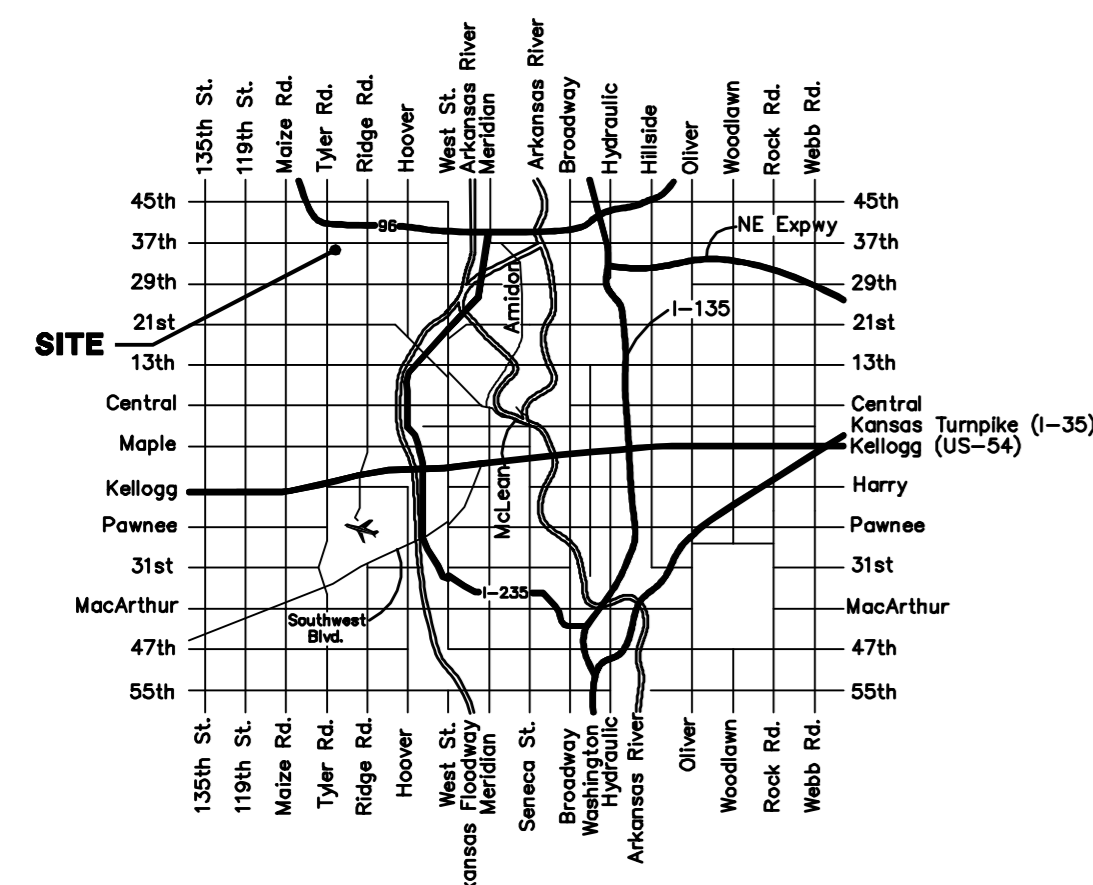 135th St.
119th St.
Maize Rd.
Tyler Rd.
Ridge Rd.
Hoover
West St.
Arkansas River
Meridian
Arkansas River
Broadway
Hydraulic
Hillside
Oliver
Woodlawn
Rock Rd.
Webb Rd.
45th
45th
96
NE Expwy
37th
37th
29th
29th
Amidon
I-135
21st
21st
SITE
13th
13th
Central
Central
Kansas Turnpike (I-35)
Maple
Kellogg (US-54)
Kellogg
Harry
McLean
Pawnee
Pawnee
31st
31st
I-235
MacArthur
MacArthur
Southwest
Blvd.
47th
47th
55th
55th
135th St.
119th St.
Maize Rd.
Tyler Rd.
Ridge Rd.
Hoover
West St.
kansas Floodway
Meridian
Seneca St.
Broadway
Washington
Hydraulic
Arkansas River
Oliver
Woodlawn
Rock Rd.
Webb Rd.